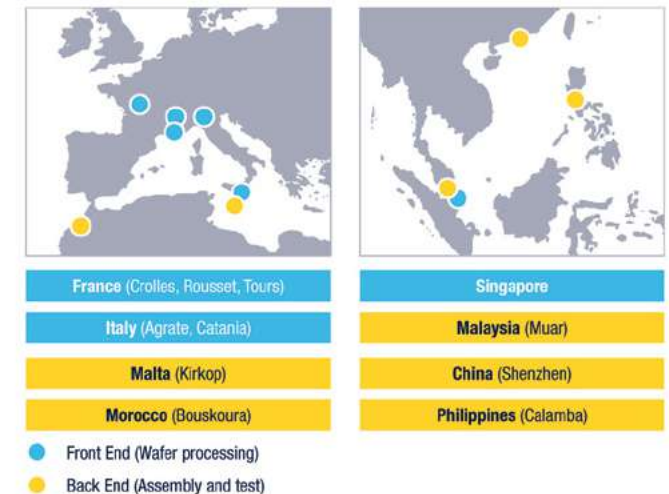 France (Crolles, Rousset, Tours)
Italy (Agrate, Catania)
Malta (Kirkop)
Morocco (Bouskoura)
Singapore
Malaysia (Muar)
China (Shenzhen)
Philippines (Calamba)
Front End (Wafer processing)
Back End (Assembly and test)